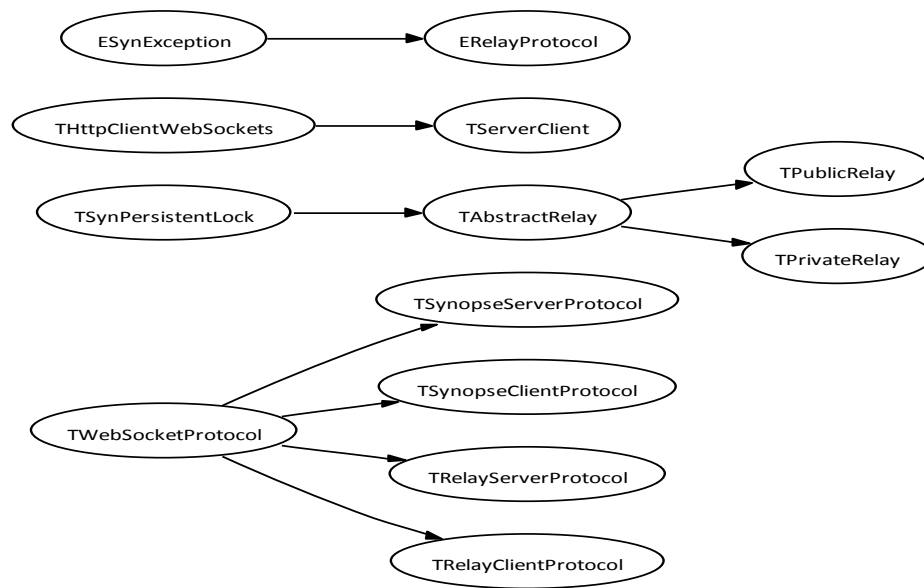 ESynException
ERelayProtocol
THttpClientWebSockets
TServerClient
TPublicRelay
TSynPersistentLock
TAbstractRelay
TPrivateRelay
TSynopseServerProtocol
TSynopseClientProtocol
TWebSocketProtocol
TRelayServerProtocol
TRelayClientProtocol